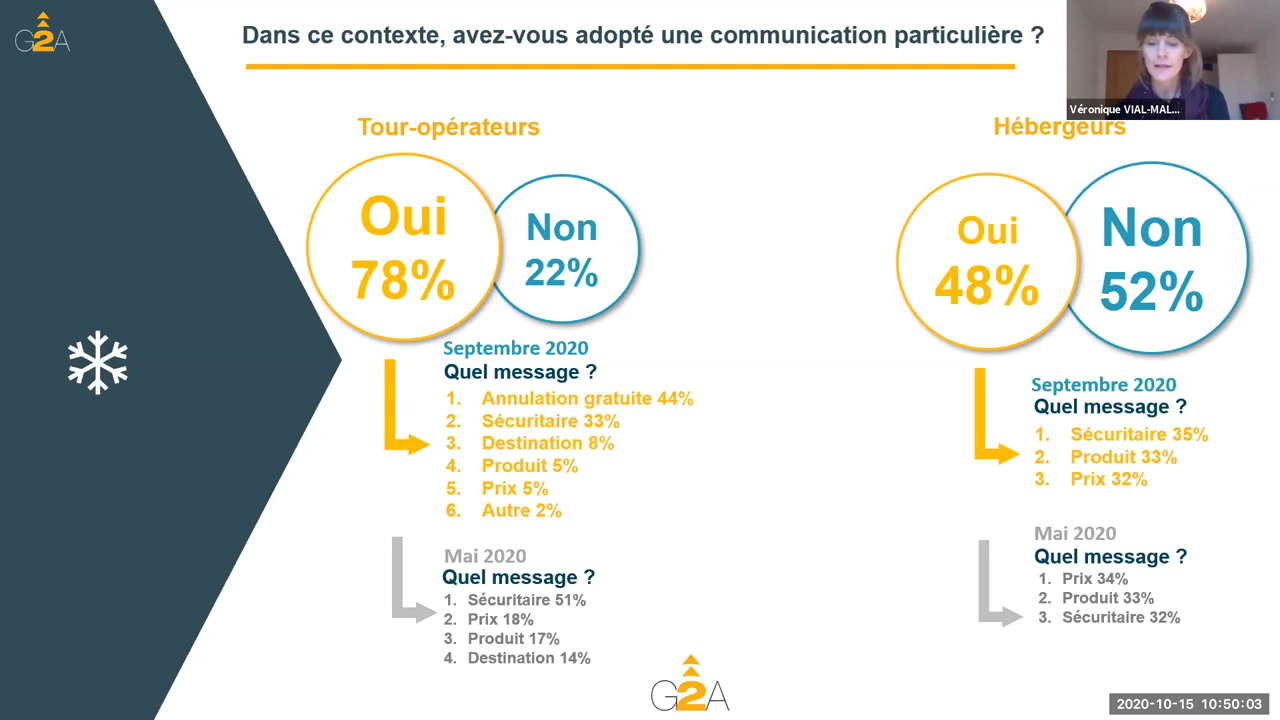 G2A
Dans ce contexte, avez-vous adopté une communication particulière ?
Véronique VIAL-MAL...
Tour-opérateurs
Oui
78%
Non
22%
Septembre 2020
Quel message ?
1. Annulation gratuite 44%
2. Sécuritaire 33%
3. Destination 8%
4. Produit 5%
5. Prix 5%
6. Autre 2%
Mai 2020
Quel message ?
1. Sécuritaire 51%
2. Prix 18%
3. Produit 17%
4. Destination 14%
Hébergeurs
Oui
48%
Non
52%
Septembre 2020
Quel message ?
1. Sécuritaire 35%
2. Produit 33%
3. Prix 32%
Mai 2020
Quel message ?
1. Prix 34%
2. Produit 33%
3. Sécuritaire 32%
G2A
2020-10-15 10:50:03